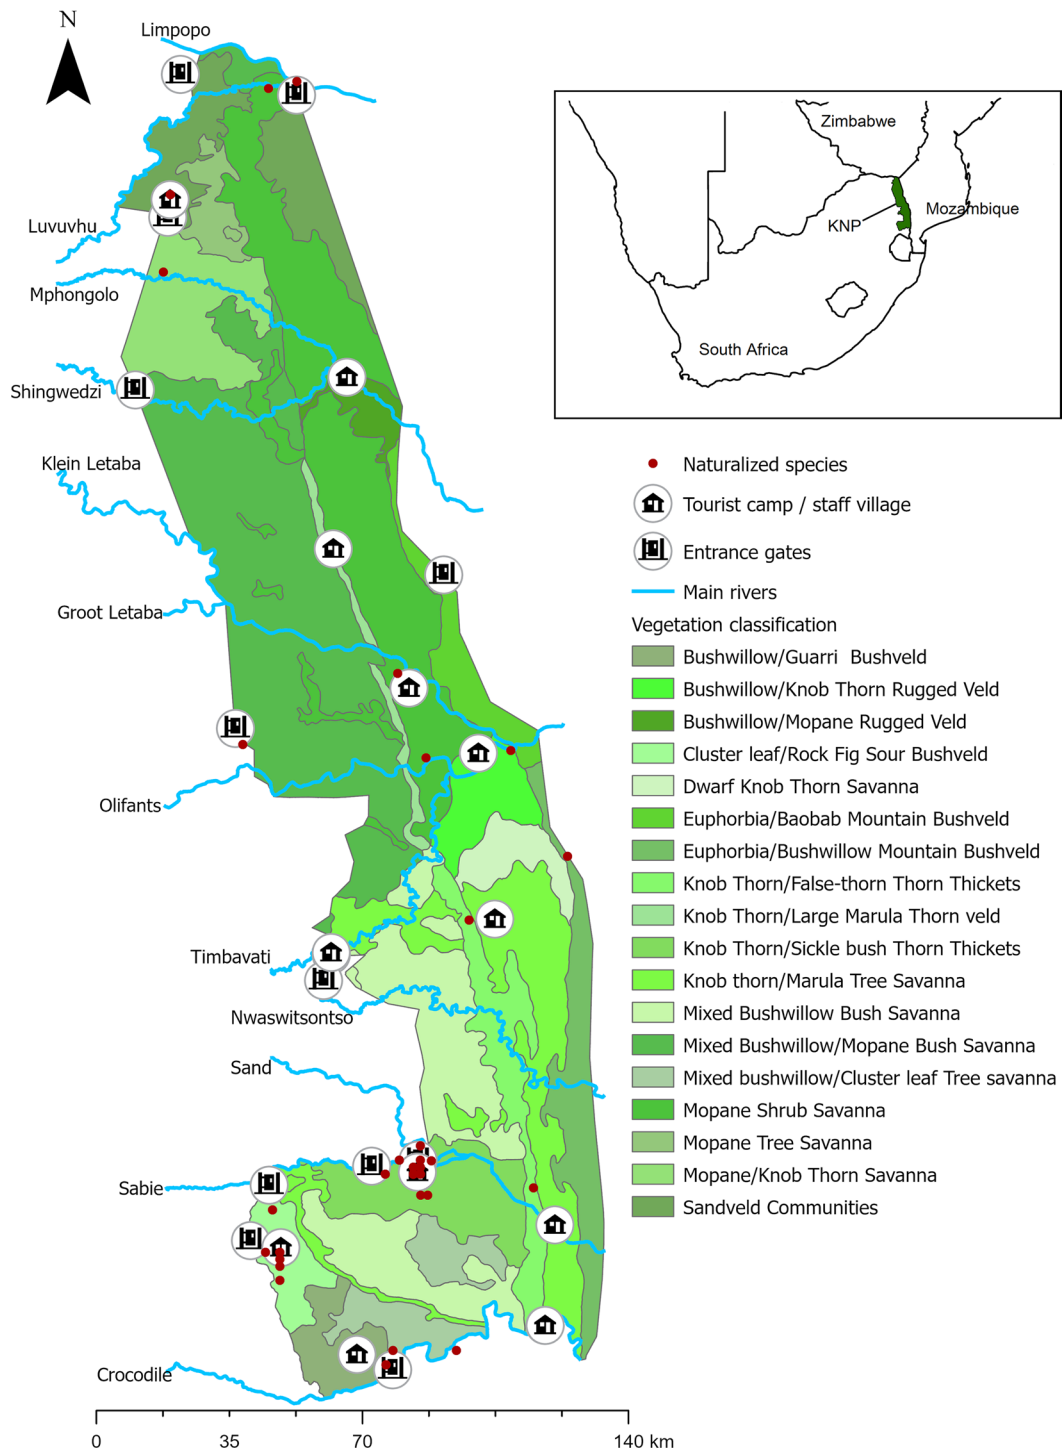 N
Limpopo
Luvuvhu
Mphongolo
Shingwedzi
Klein Letaba
Groot Letaba
Olifants
Timbavati
Nwaswitsontso
Sand
Sabie
Crocodile
0 35 70 140 km
Zimbabwe
Mozambique
KNP
South Africa
Naturalized species
Tourist camp / staff village
Entrance gates
Main rivers
Vegetation classification
Bushwillow/Guarri Bushveld
Bushwillow/Knob Thorn Rugged Veld
Bushwillow/Mopane Rugged Veld
Cluster leaf/Rock Fig Sour Bushveld
Dwarf Knob Thorn Savanna
Euphorbia/Baobab Mountain Bushveld
Euphorbia/Bushwillow Mountain Bushveld
Knob Thorn/False-thorn Thorn Thickets
Knob Thorn/Large Marula Thorn veld
Knob Thorn/Sickle bush Thorn Thickets
Knob thorn/Marula Tree Savanna
Mixed Bushwillow Bush Savanna
Mixed Bushwillow/Mopane Bush Savanna
Mixed bushwillow/Cluster leaf Tree savanna
Mopane Shrub Savanna
Mopane Tree Savanna
Mopane/Knob Thorn Savanna
Sandveld Communities